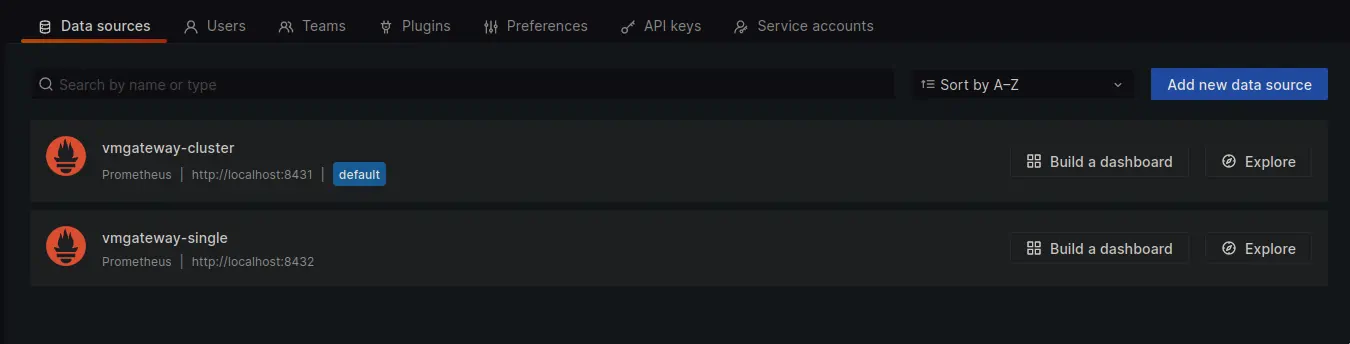 Data sources Users Teams Plugins Preferences API keys Service accounts
Search by name or type Sort by A–Z Add new data source
vmgateway-cluster
Prometheus | http://localhost:8431 | default
Build a dashboard Explore
vmgateway-single
Prometheus | http://localhost:8432
Build a dashboard Explore